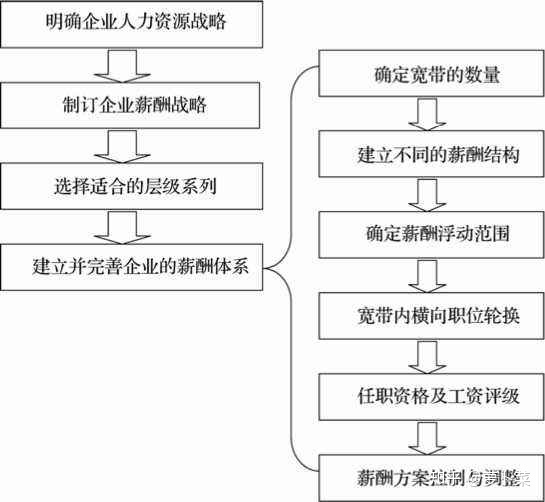 明确企业人力资源战略
制订企业薪酬战略
选择适合的层级系列
建立并完善企业的薪酬体系
确定宽带的数量
建立不同的薪酬结构
确定薪酬浮动范围
宽带内横向职位轮换
任职资格及工资评级
薪酬方案控制与调整
知乎